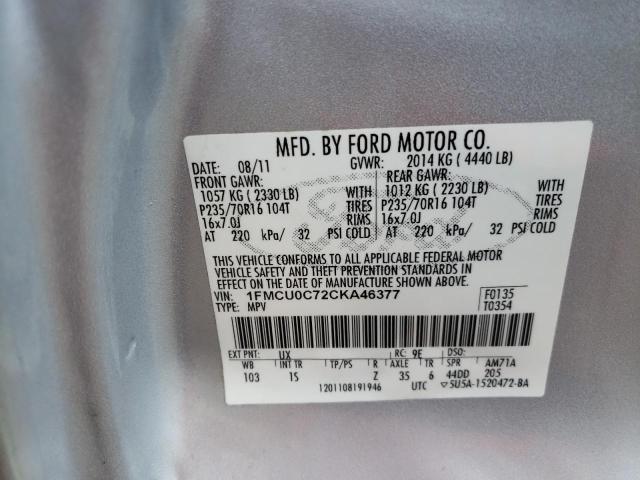 MFD. BY FORD MOTOR CO.
DATE: 08/11 GVWR: 2014 KG ( 4440 LB)
FRONT GAWR: REAR GAWR:
1057 KG ( 2330 LB) WITH 1012 KG ( 2230 LB) WITH
P235/70R16 104T TIRES P235/70R16 104T TIRES
16x7.0J RIMS 16x7.0J RIMS
AT 220 kPa/ 32 PSI COLD AT 220 kPa/ 32 PSI COLD
THIS VEHICLE CONFORMS TO ALL APPLICABLE FEDERAL MOTOR
VEHICLE SAFETY AND THEFT PREVENTION STANDARDS IN
EFFECT ON THE DATE OF MANUFACTURE SHOWN ABOVE.
VIN: 1FMCU0C72CKA46377 F0135
TYPE: MPV T0354
EXT PNT: UX RC: 9E DSO:
WB INT TR TP/PS R AXLE TR SPR AM71A
103 IS Z 35 6 44DD 205
1201108191946 UTC 5U5A-1520472-BA
Ford